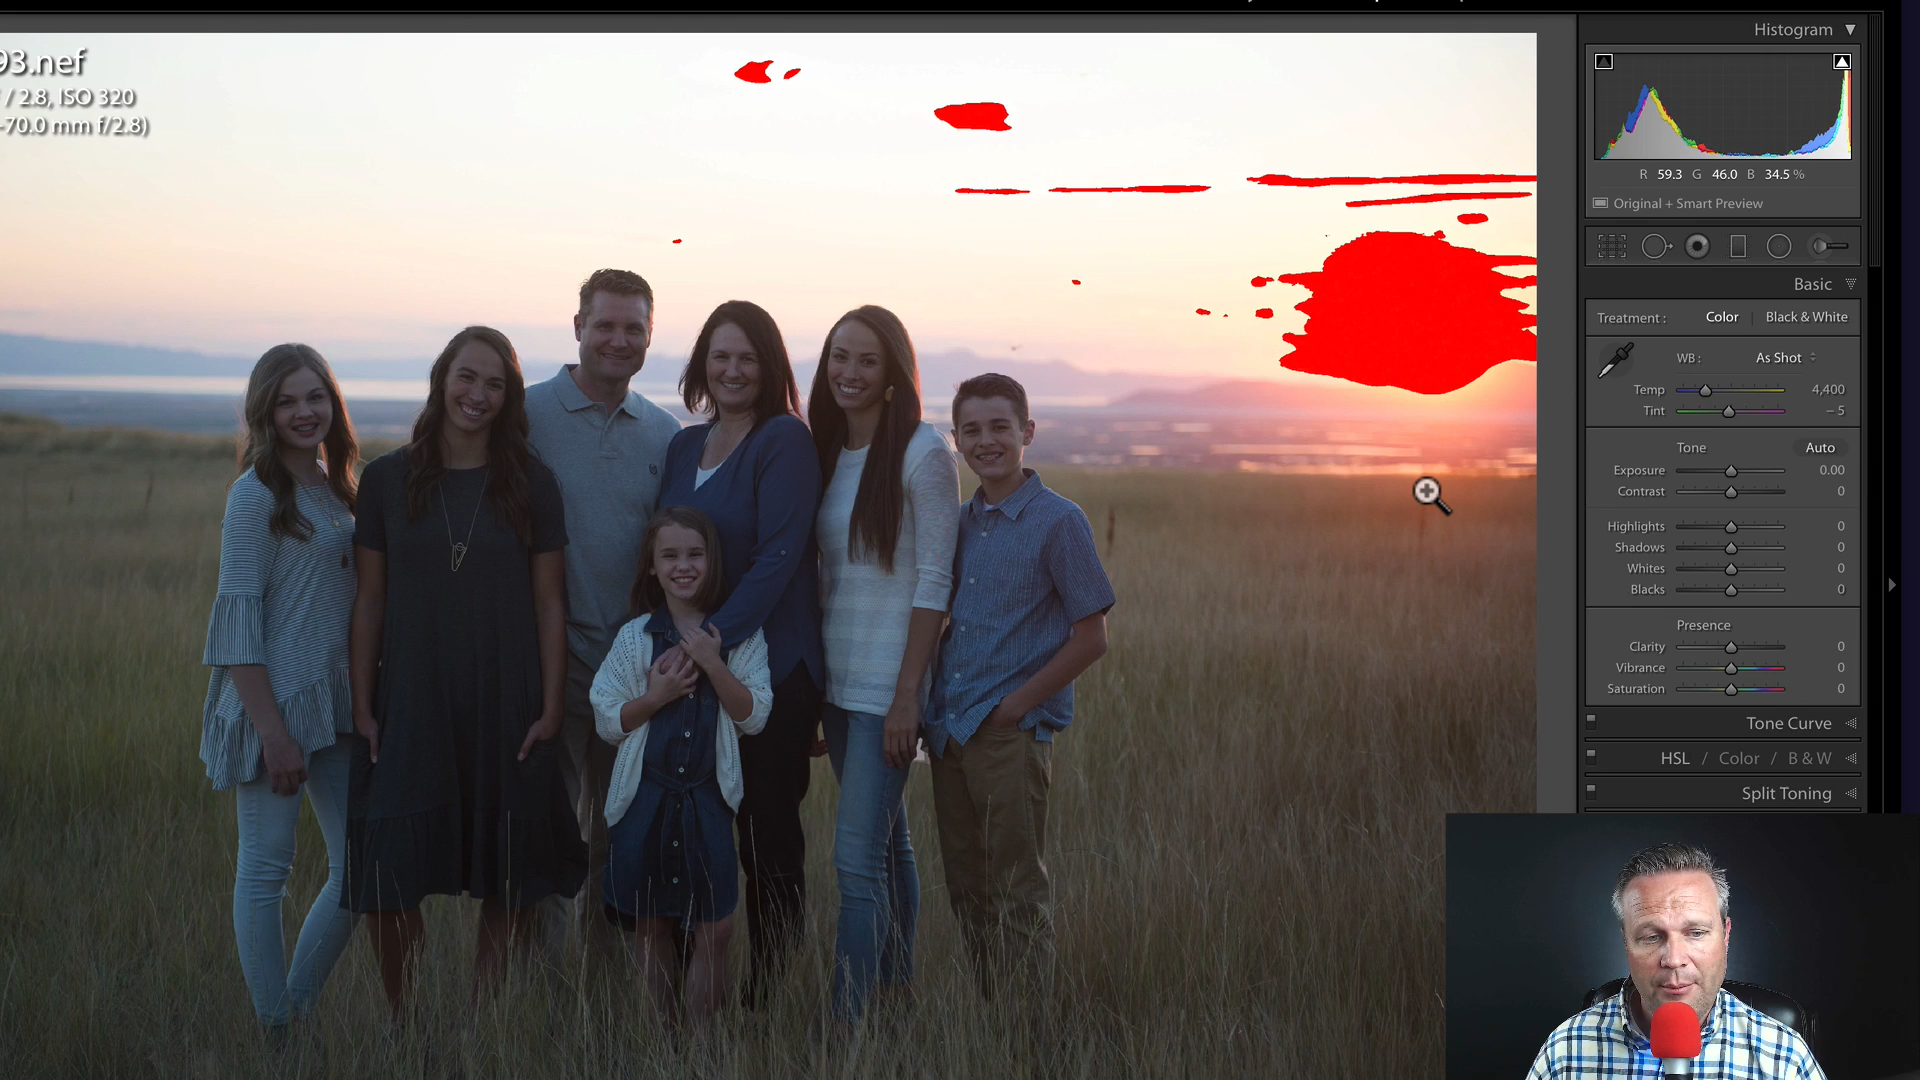 93.nef
/ 2.8, ISO 320
-70.0 mm f/2.8)
Histogram
R 59.3 G 46.0 B 34.5 %
Original + Smart Preview
Basic
Treatment : Color Black & White
WB : As Shot
Temp 4,400
Tint – 5
Tone Auto
Exposure 0.00
Contrast 0
Highlights 0
Shadows 0
Whites 0
Blacks 0
Presence
Clarity 0
Vibrance 0
Saturation 0
Tone Curve
HSL / Color / B & W
Split Toning